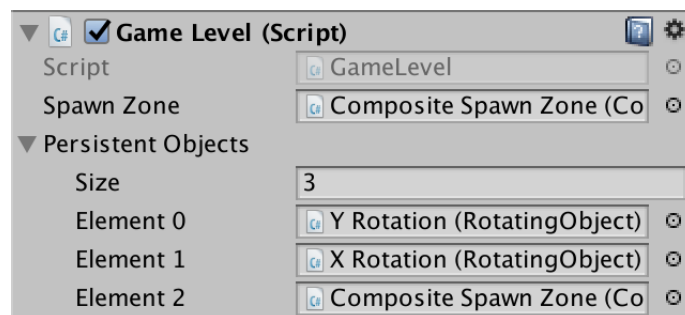 Game Level (Script)
Script GameLevel
Spawn Zone Composite Spawn Zone (Co
Persistent Objects
Size 3
Element 0 Y Rotation (RotatingObject)
Element 1 X Rotation (RotatingObject)
Element 2 Composite Spawn Zone (Co